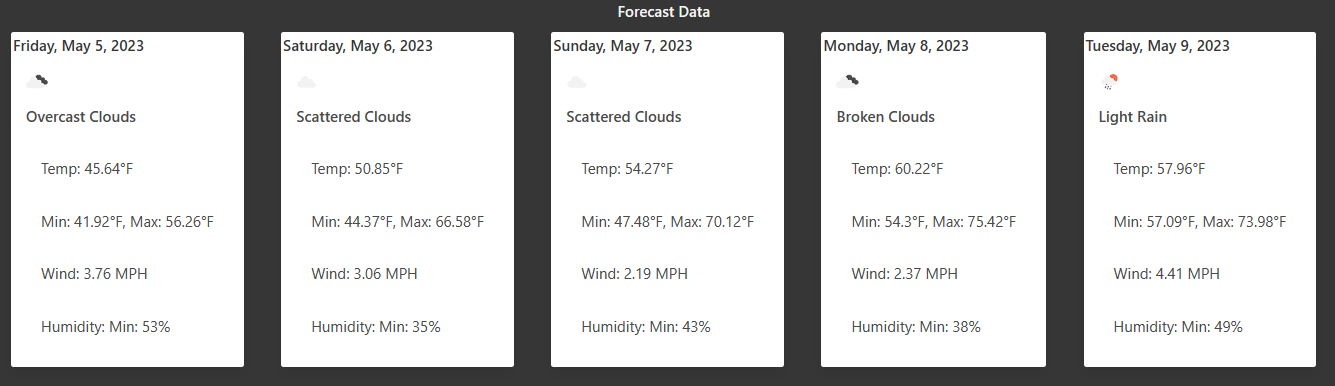 Forecast Data
Friday, May 5, 2023
Overcast Clouds
Temp: 45.64°F
Min: 41.92°F, Max: 56.26°F
Wind: 3.76 MPH
Humidity: Min: 53%
Saturday, May 6, 2023
Scattered Clouds
Temp: 50.85°F
Min: 44.37°F, Max: 66.58°F
Wind: 3.06 MPH
Humidity: Min: 35%
Sunday, May 7, 2023
Scattered Clouds
Temp: 54.27°F
Min: 47.48°F, Max: 70.12°F
Wind: 2.19 MPH
Humidity: Min: 43%
Monday, May 8, 2023
Broken Clouds
Temp: 60.22°F
Min: 54.3°F, Max: 75.42°F
Wind: 2.37 MPH
Humidity: Min: 38%
Tuesday, May 9, 2023
Light Rain
Temp: 57.96°F
Min: 57.09°F, Max: 73.98°F
Wind: 4.41 MPH
Humidity: Min: 49%